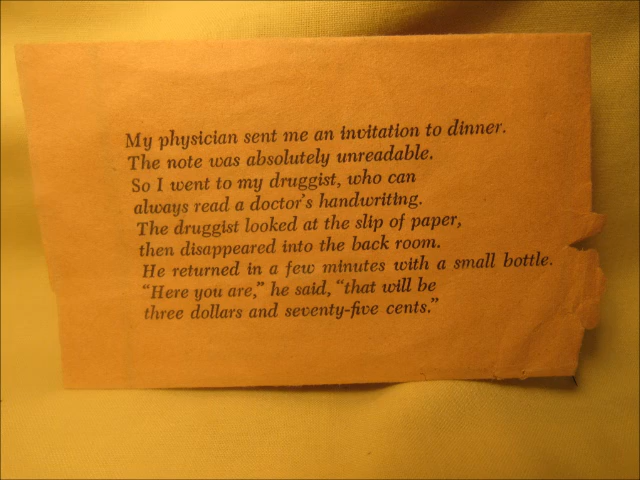 My physician sent me an invitation to dinner.
The note was absolutely unreadable.
So I went to my druggist, who can
always read a doctor's handwriting.
The druggist looked at the slip of paper,
then disappeared into the back room.
He returned in a few minutes with a small bottle.
“Here you are,” he said, “that will be
three dollars and seventy-five cents.”